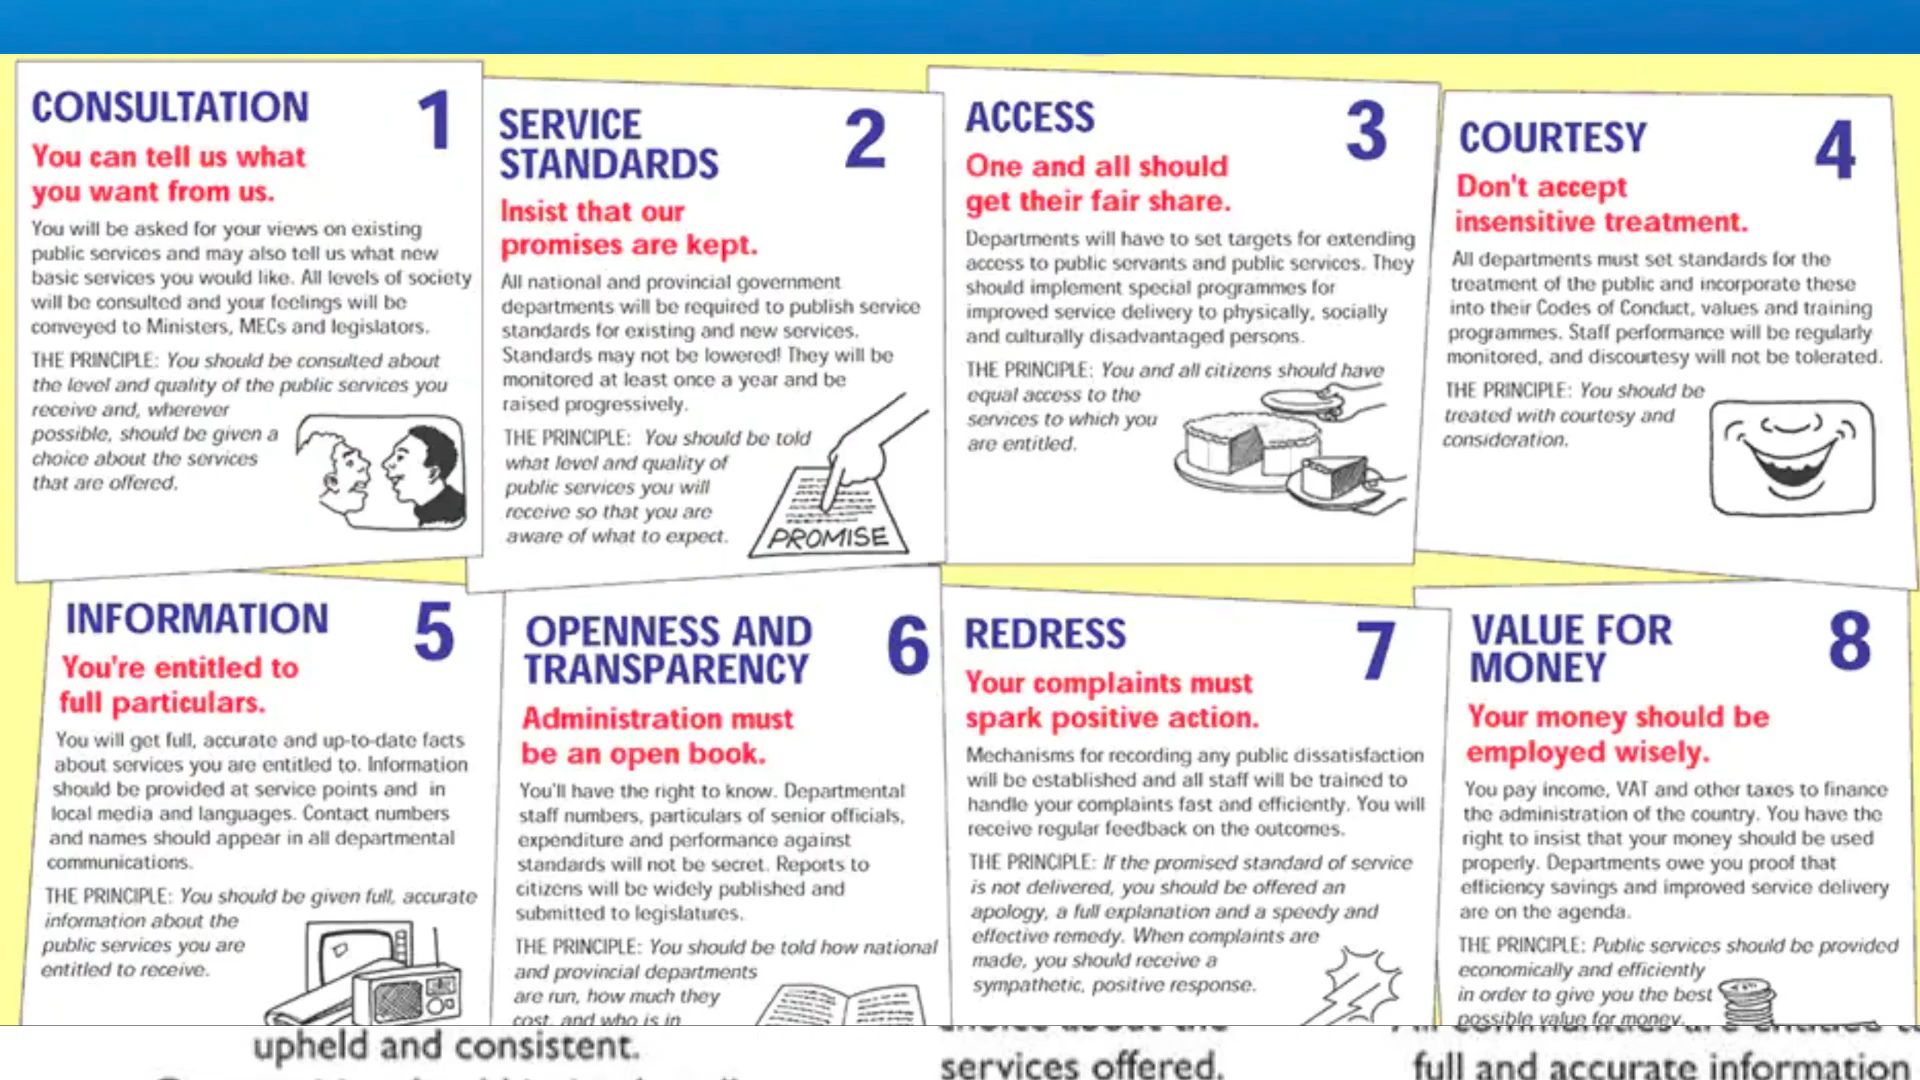 CONSULTATION 1
You can tell us what
you want from us.
You will be asked for your views on existing
public services and may also tell us what new
basic services you would like. All levels of society
will be consulted and your feelings will be
conveyed to Ministers, MECs and legislators.
THE PRINCIPLE: You should be consulted about
the level and quality of the public services you
receive and, wherever
possible, should be given a
choice about the services
that are offered.
SERVICE 2
STANDARDS
Insist that our
promises are kept.
All national and provincial government
departments will be required to publish service
standards for existing and new services.
Standards may not be lowered! They will be
monitored at least once a year and be
raised progressively.
THE PRINCIPLE: You should be told
what level and quality of
public services you will
receive so that you are
aware of what to expect.
PROMISE
ACCESS 3
One and all should
get their fair share.
Departments will have to set targets for extending
access to public servants and public services. They
should implement special programmes for
improved service delivery to physically, socially
and culturally disadvantaged persons.
THE PRINCIPLE: You and all citizens should have
equal access to the
services to which you
are entitled.
COURTESY 4
Don't accept
insensitive treatment.
All departments must set standards for the
treatment of the public and incorporate these
into their Codes of Conduct, values and training
programmes. Staff performance will be regularly
monitored, and discourtesy will not be tolerated.
THE PRINCIPLE: You should be
treated with courtesy and
consideration.
INFORMATION 5
You're entitled to
full particulars.
You will get full, accurate and up-to-date facts
about services you are entitled to. Information
should be provided at service points and in
local media and languages. Contact numbers
and names should appear in all departmental
communications.
THE PRINCIPLE: You should be given full, accurate
information about the
public services you are
entitled to receive.
OPENNESS AND 6
TRANSPARENCY
Administration must
be an open book.
You'll have the right to know. Departmental
staff numbers, particulars of senior officials,
expenditure and performance against
standards will not be secret. Reports to
citizens will be widely published and
submitted to legislatures.
THE PRINCIPLE: You should be told how national
and provincial departments
are run, how much they
cost, and who is in
REDRESS 7
Your complaints must
spark positive action.
Mechanisms for recording any public dissatisfaction
will be established and all staff will be trained to
handle your complaints fast and efficiently. You will
receive regular feedback on the outcomes.
THE PRINCIPLE: If the promised standard of service
is not delivered, you should be offered an
apology, a full explanation and a speedy and
effective remedy. When complaints are
made, you should receive a
sympathetic, positive response.
VALUE FOR 8
MONEY
Your money should be
employed wisely.
You pay income, VAT and other taxes to finance
the administration of the country. You have the
right to insist that your money should be used
properly. Departments owe you proof that
efficiency savings and improved service delivery
are on the agenda.
THE PRINCIPLE: Public services should be provided
economically and efficiently
in order to give you the best
possible value for money.
upheld and consistent.
services offered.
full and accurate information